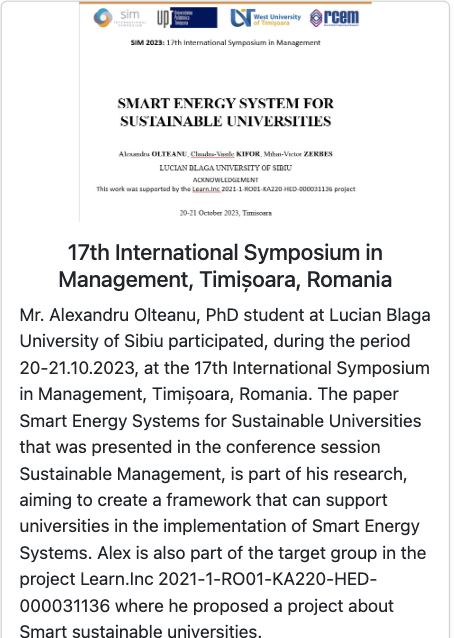 sim
UPT
West University
of Timișoara
rcem
SIM 2023: 17th International Symposium in Management
SMART ENERGY SYSTEM FOR
SUSTAINABLE UNIVERSITIES
Alexandru OLTEANU, Claudiu-Vasile KIFOR, Mihai-Victor ZERBES
LUCIAN BLAGA UNIVERSITY OF SIBIU
ACKNOWLEDGEMENT
This work was supported by the Learn.Inc 2021-1-RO01-KA220-HED-000031136 project
20-21 October 2023, Timisoara
17th International Symposium in
Management, Timișoara, Romania
Mr. Alexandru Olteanu, PhD student at Lucian Blaga
University of Sibiu participated, during the period
20-21.10.2023, at the 17th International Symposium
in Management, Timișoara, Romania. The paper
Smart Energy Systems for Sustainable Universities
that was presented in the conference session
Sustainable Management, is part of his research,
aiming to create a framework that can support
universities in the implementation of Smart Energy
Systems. Alex is also part of the target group in the
project Learn.Inc 2021-1-RO01-KA220-HED-
000031136 where he proposed a project about
Smart sustainable universities.